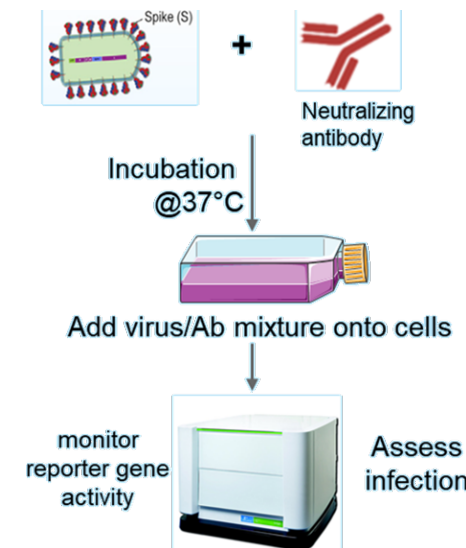 Spike (S)
+
Neutralizing
antibody
Incubation
@37°C
Add virus/Ab mixture onto cells
monitor
reporter gene
activity
Assess
infection